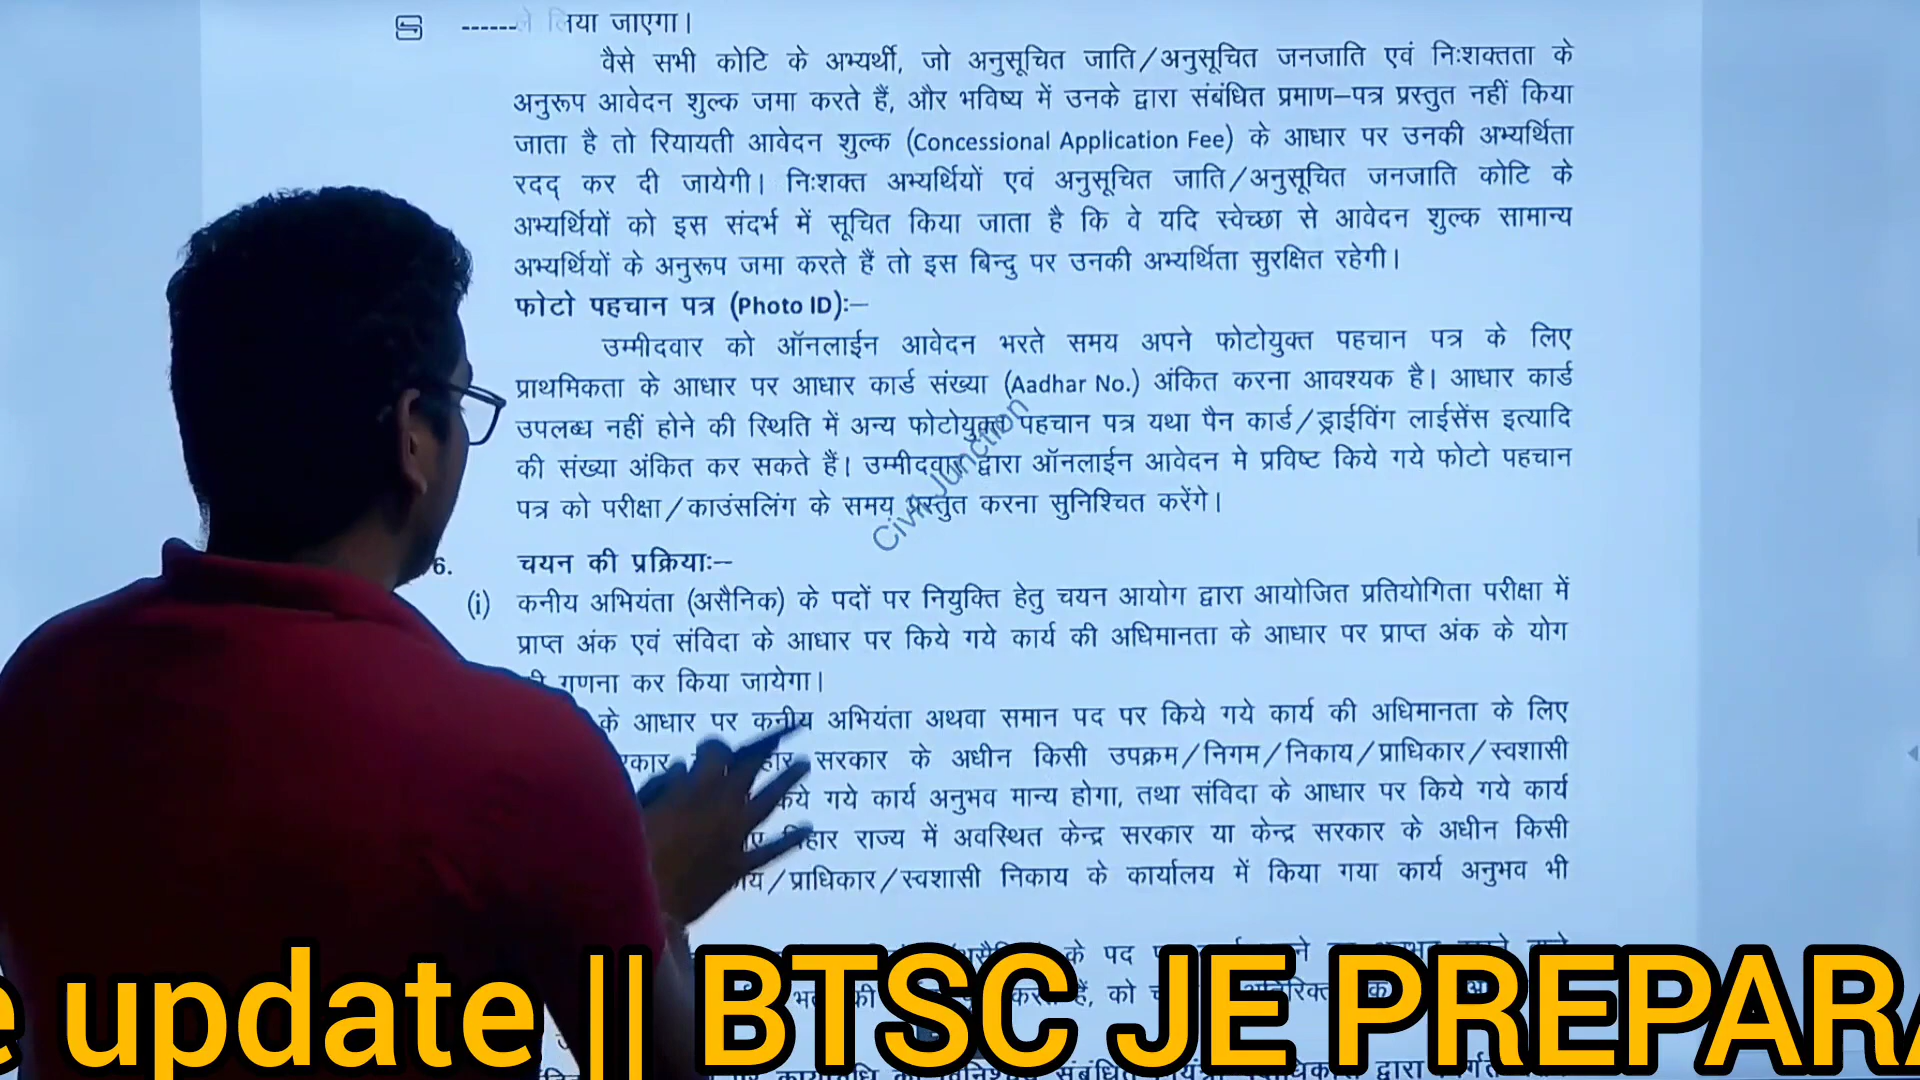 ------ लिया जाएगा।
वैसे सभी कोटि के अभ्यर्थी, जो अनुसूचित जाति/अनुसूचित जनजाति एवं निःशक्तता के
अनुरूप आवेदन शुल्क जमा करते हैं, और भविष्य में उनके द्वारा संबंधित प्रमाण–पत्र प्रस्तुत नहीं किया
जाता है तो रियायती आवेदन शुल्क (Concessional Application Fee) के आधार पर उनकी अभ्यर्थिता
रदद् कर दी जायेगी। निःशक्त अभ्यर्थियों एवं अनुसूचित जाति/अनुसूचित जनजाति कोटि के
अभ्यर्थियों को इस संदर्भ में सूचित किया जाता है कि वे यदि स्वेच्छा से आवेदन शुल्क सामान्य
अभ्यर्थियों के अनुरूप जमा करते हैं तो इस बिन्दु पर उनकी अभ्यर्थिता सुरक्षित रहेगी।
फोटो पहचान पत्र (Photo ID):–
उम्मीदवार को ऑनलाईन आवेदन भरते समय अपने फोटोयुक्त पहचान पत्र के लिए
प्राथमिकता के आधार पर आधार कार्ड संख्या (Aadhar No.) अंकित करना आवश्यक है। आधार कार्ड
उपलब्ध नहीं होने की स्थिति में अन्य फोटोयुक्त पहचान पत्र यथा पैन कार्ड/ड्राईविंग लाईसेंस इत्यादि
की संख्या अंकित कर सकते हैं। उम्मीदवार द्वारा ऑनलाईन आवेदन मे प्रविष्ट किये गये फोटो पहचान
पत्र को परीक्षा/काउंसलिंग के समय प्रस्तुत करना सुनिश्चित करेंगे।
Civil Junction
6. चयन की प्रक्रियाः–
(i) कनीय अभियंता (असैनिक) के पदों पर नियुक्ति हेतु चयन आयोग द्वारा आयोजित प्रतियोगिता परीक्षा में
प्राप्त अंक एवं संविदा के आधार पर किये गये कार्य की अधिमानता के आधार पर प्राप्त अंक के योग
गणना कर किया जायेगा।
के आधार पर कनीय अभियंता अथवा समान पद पर किये गये कार्य की अधिमानता के लिए
सरकार के अधीन किसी उपक्रम/निगम/निकाय/प्राधिकार/स्वशासी
किये गये कार्य अनुभव मान्य होगा, तथा संविदा के आधार पर किये गये कार्य
बिहार राज्य में अवस्थित केन्द्र सरकार या केन्द्र सरकार के अधीन किसी
/प्राधिकार/स्वशासी निकाय के कार्यालय में किया गया कार्य अनुभव भी
के पद
update || BTSC JE PREPARA